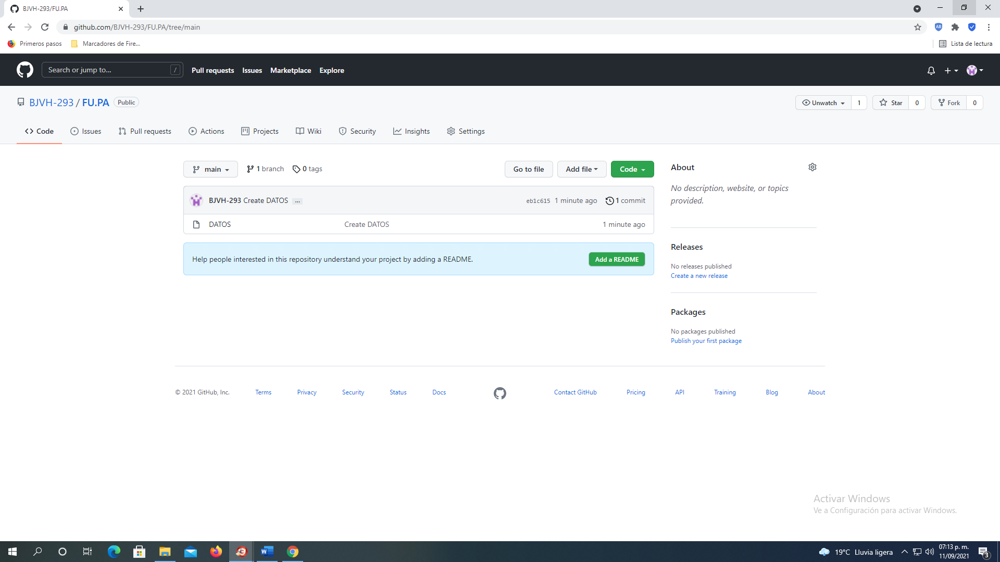 BJVH-293/FU.PA
github.com/BJVH-293/FU.PA/tree/main
Primeros pasos
Marcadores de Fire...
Lista de lectura
Search or jump to...
/
Pull requests
Issues
Marketplace
Explore
BJVH-293 / FU.PA
Public
Unwatch
1
Star
0
Fork
0
Code
Issues
Pull requests
Actions
Projects
Wiki
Security
Insights
Settings
main
1 branch
0 tags
Go to file
Add file
Code
BJVH-293 Create DATOS ...
eb1c615
1 minute ago
1 commit
DATOS
Create DATOS
1 minute ago
Help people interested in this repository understand your project by adding a README.
Add a README
About
No description, website, or topics
provided.
Releases
No releases published
Create a new release
Packages
No packages published
Publish your first package
© 2021 GitHub, Inc.
Terms
Privacy
Security
Status
Docs
Contact GitHub
Pricing
API
Training
Blog
About
Activar Windows
Ve a Configuración para activar Windows.
19°C Lluvia ligera
07:13 p. m.
11/09/2021
3